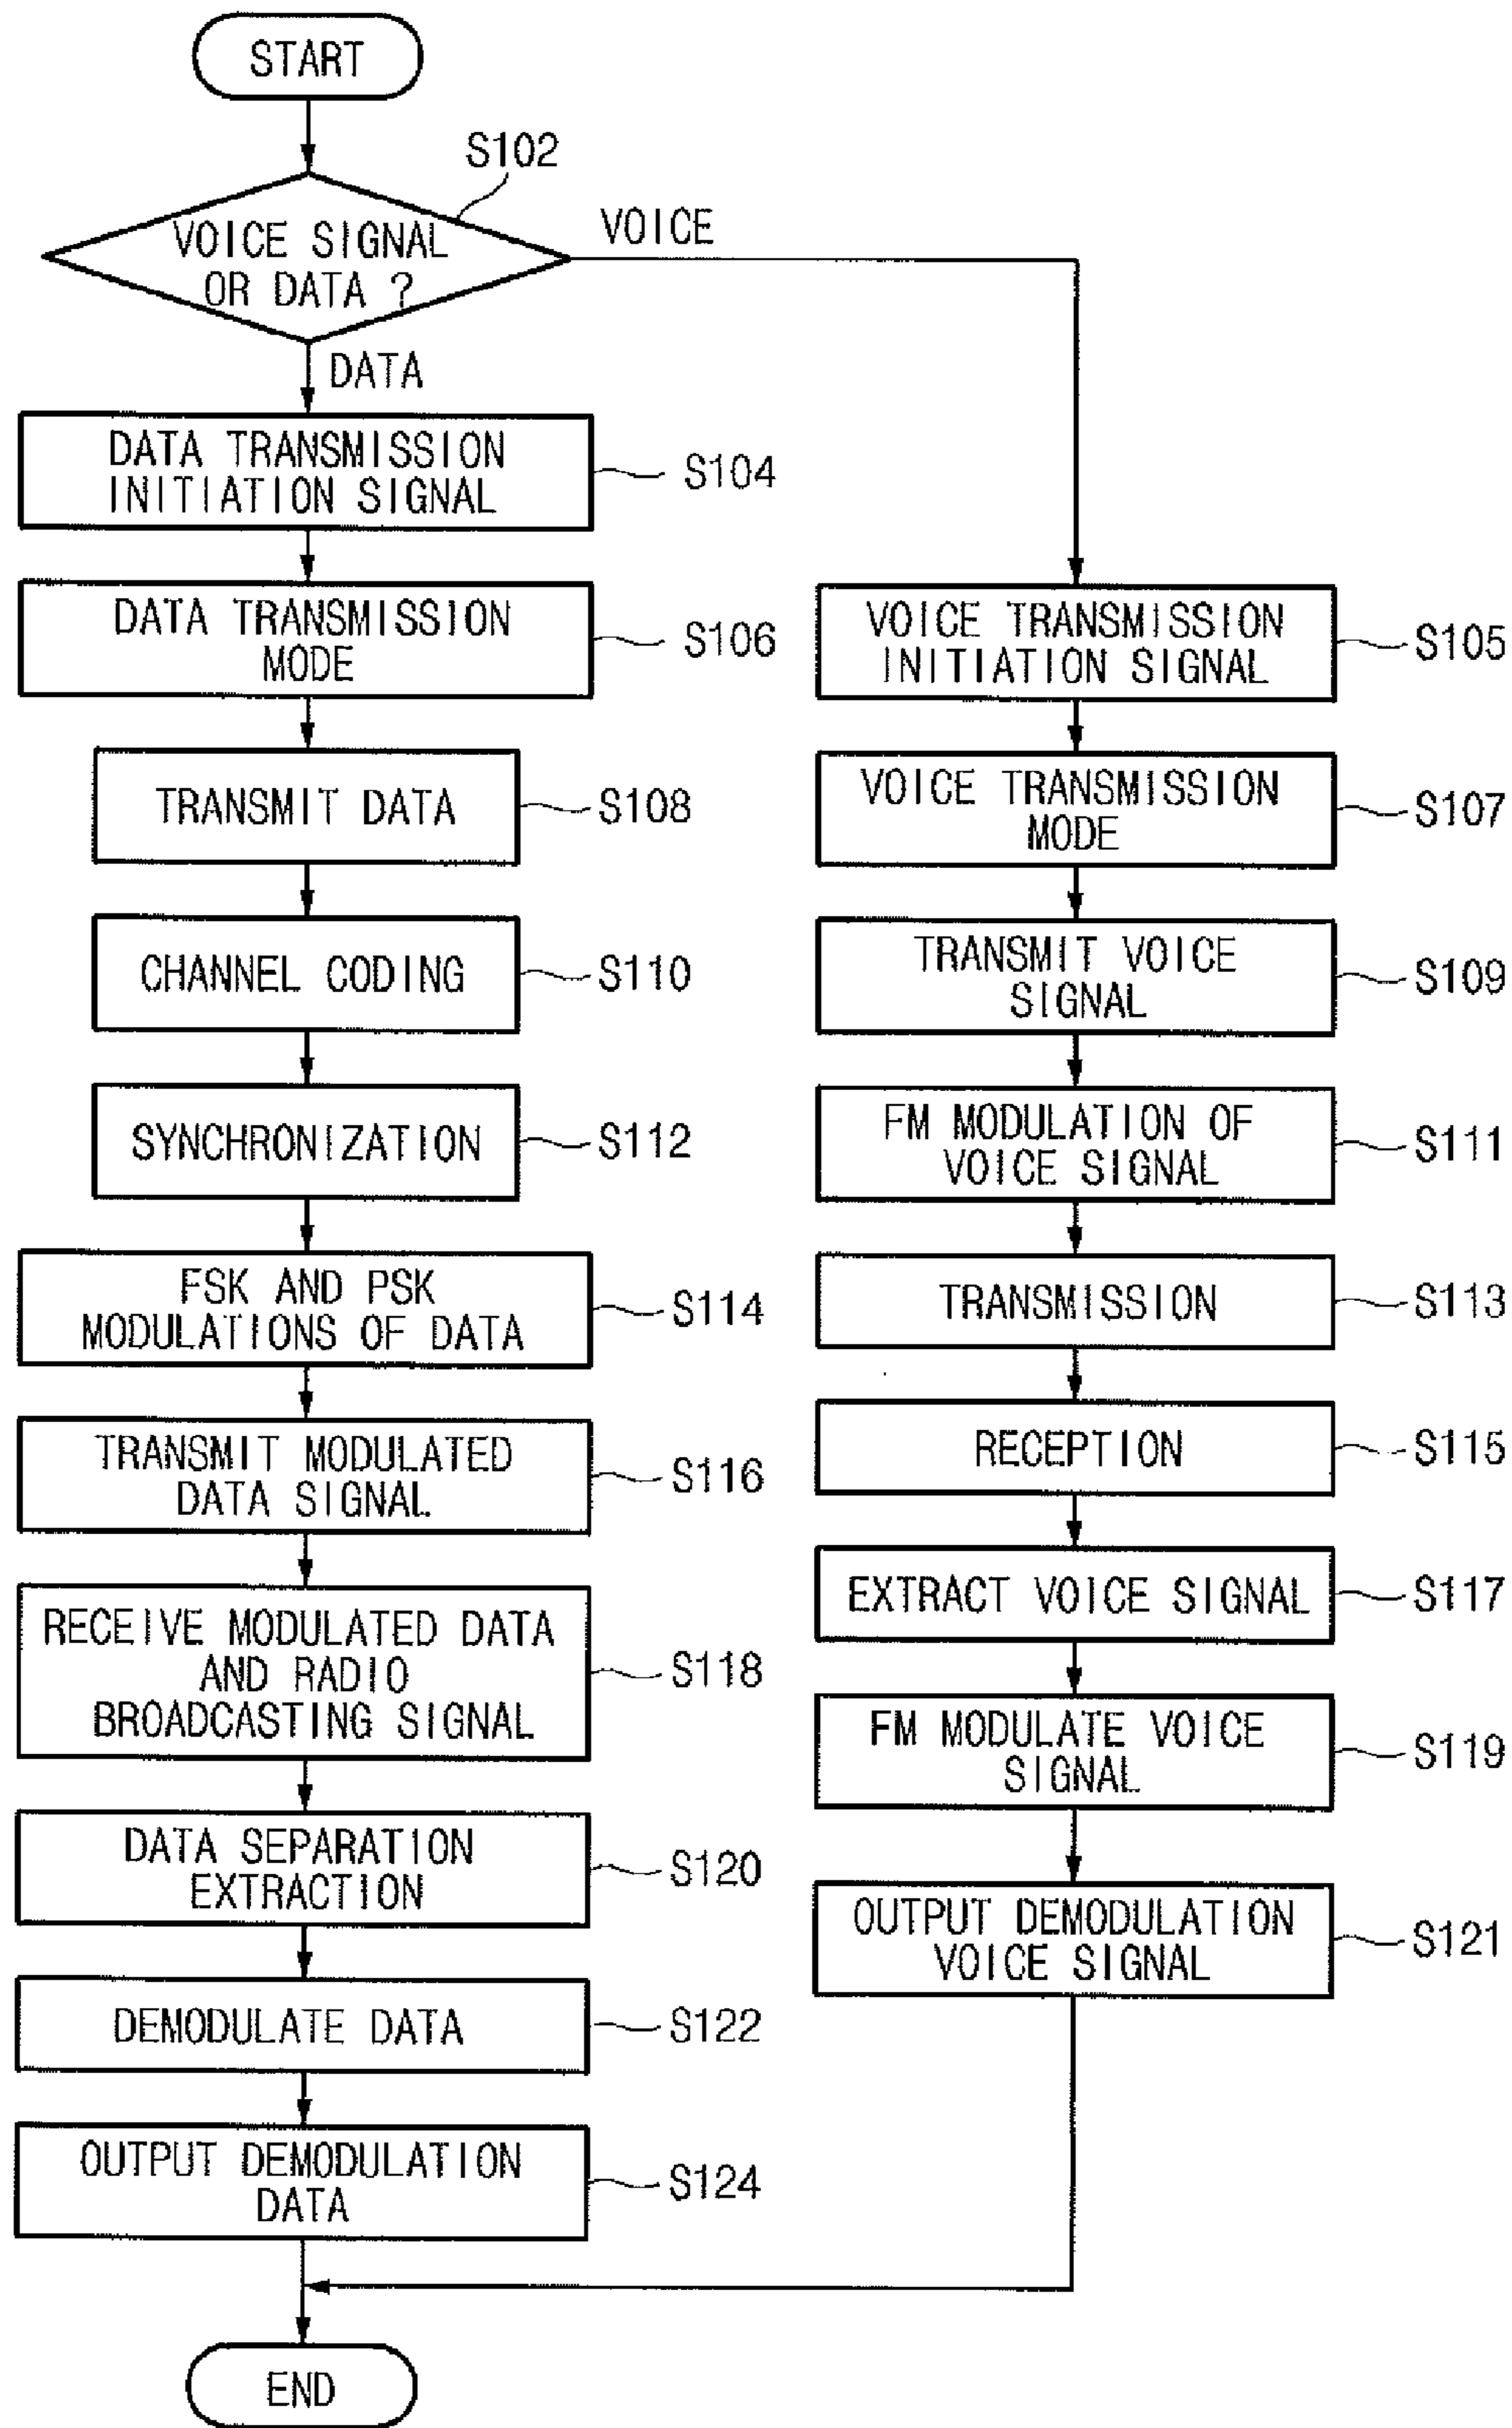 START
S102
VOICE SIGNAL
OR DATA ?
VOICE
DATA
DATA TRANSMISSION
INITIATION SIGNAL
S104
DATA TRANSMISSION
MODE
S106
TRANSMIT DATA
S108
CHANNEL CODING
S110
SYNCHRONIZATION
S112
FSK AND PSK
MODULATIONS OF DATA
S114
TRANSMIT MODULATED
DATA SIGNAL
S116
RECEIVE MODULATED DATA
AND RADIO
BROADCASTING SIGNAL
S118
DATA SEPARATION
EXTRACTION
S120
DEMODULATE DATA
S122
OUTPUT DEMODULATION
DATA
S124
VOICE TRANSMISSION
INITIATION SIGNAL
S105
VOICE TRANSMISSION
MODE
S107
TRANSMIT VOICE
SIGNAL
S109
FM MODULATION OF
VOICE SIGNAL
S111
TRANSMISSION
S113
RECEPTION
S115
EXTRACT VOICE SIGNAL
S117
FM MODULATE VOICE
SIGNAL
S119
OUTPUT DEMODULATION
VOICE SIGNAL
S121
END